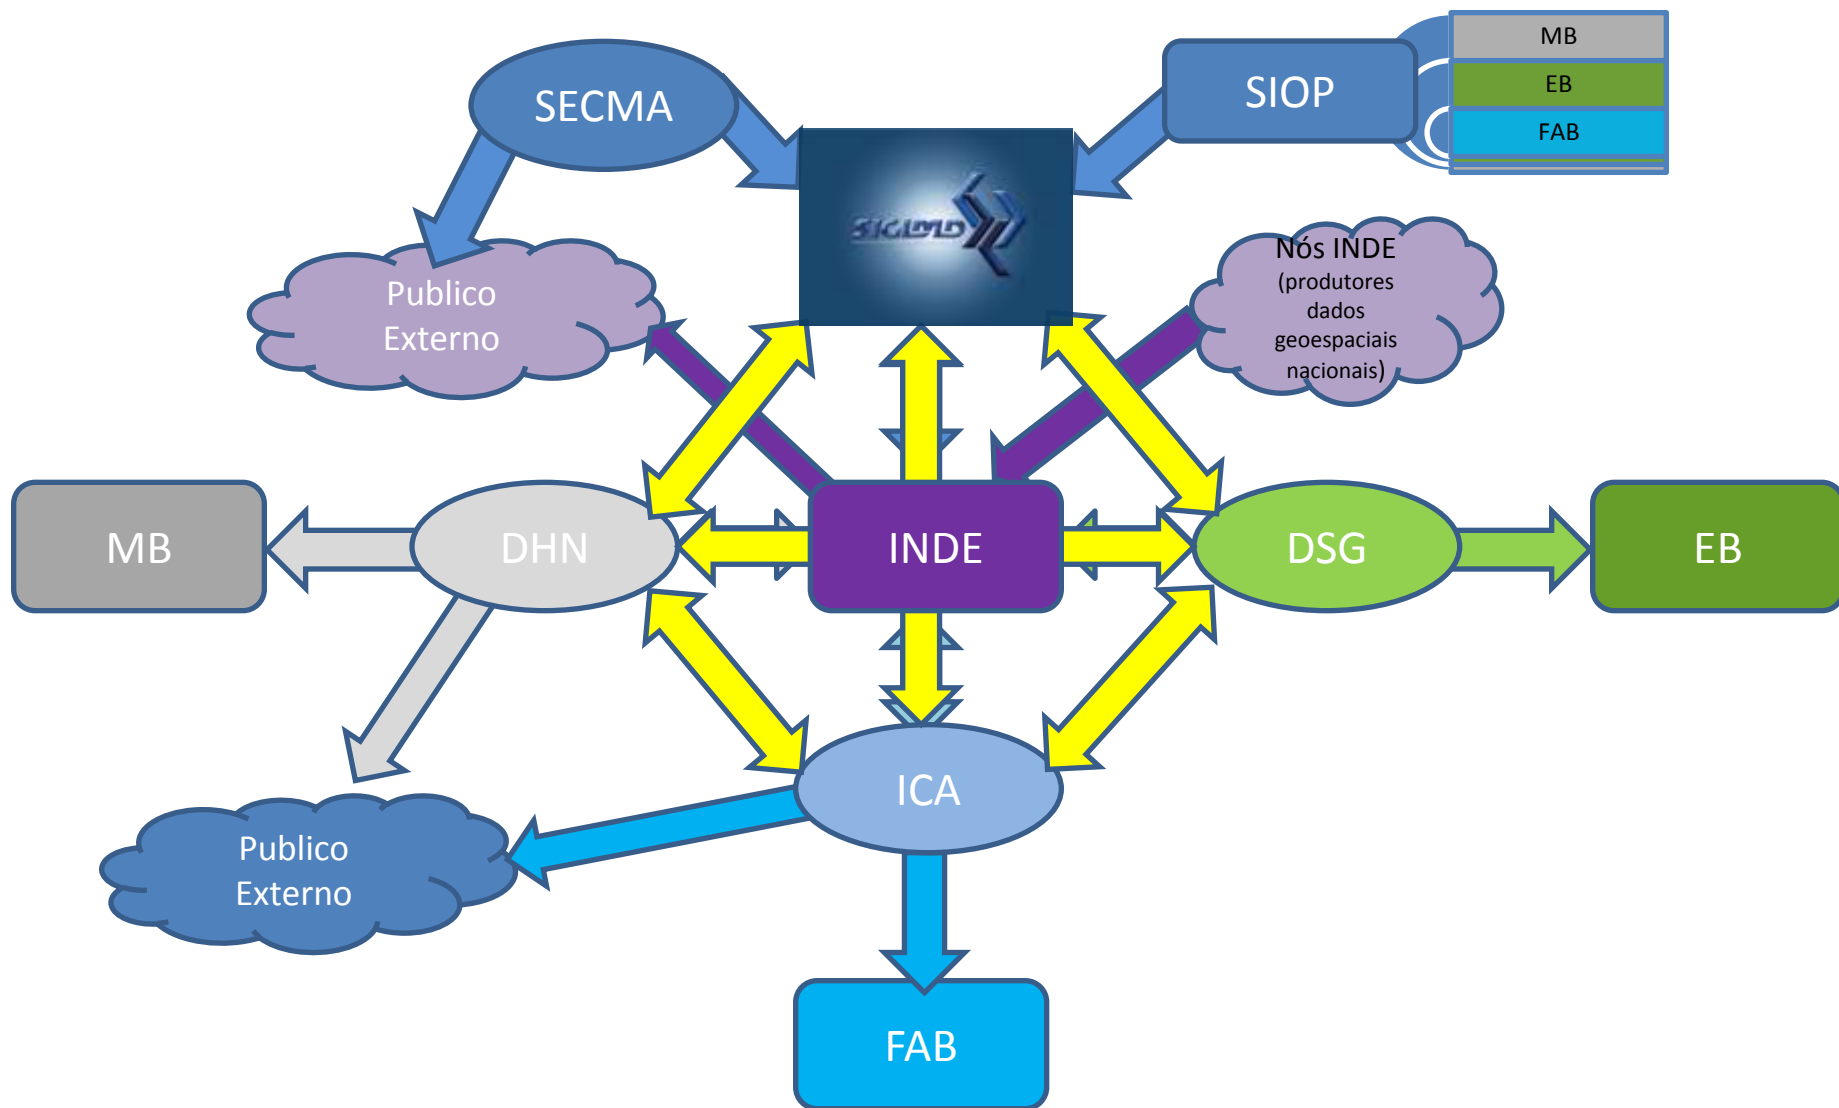 SECMA
SIOP
MB
EB
FAB
SIGLMD
Publico
Externo
Nós INDE
(produtores
dados
geoespaciais
nacionais)
MB
DHN
INDE
DSG
EB
ICA
Publico
Externo
FAB